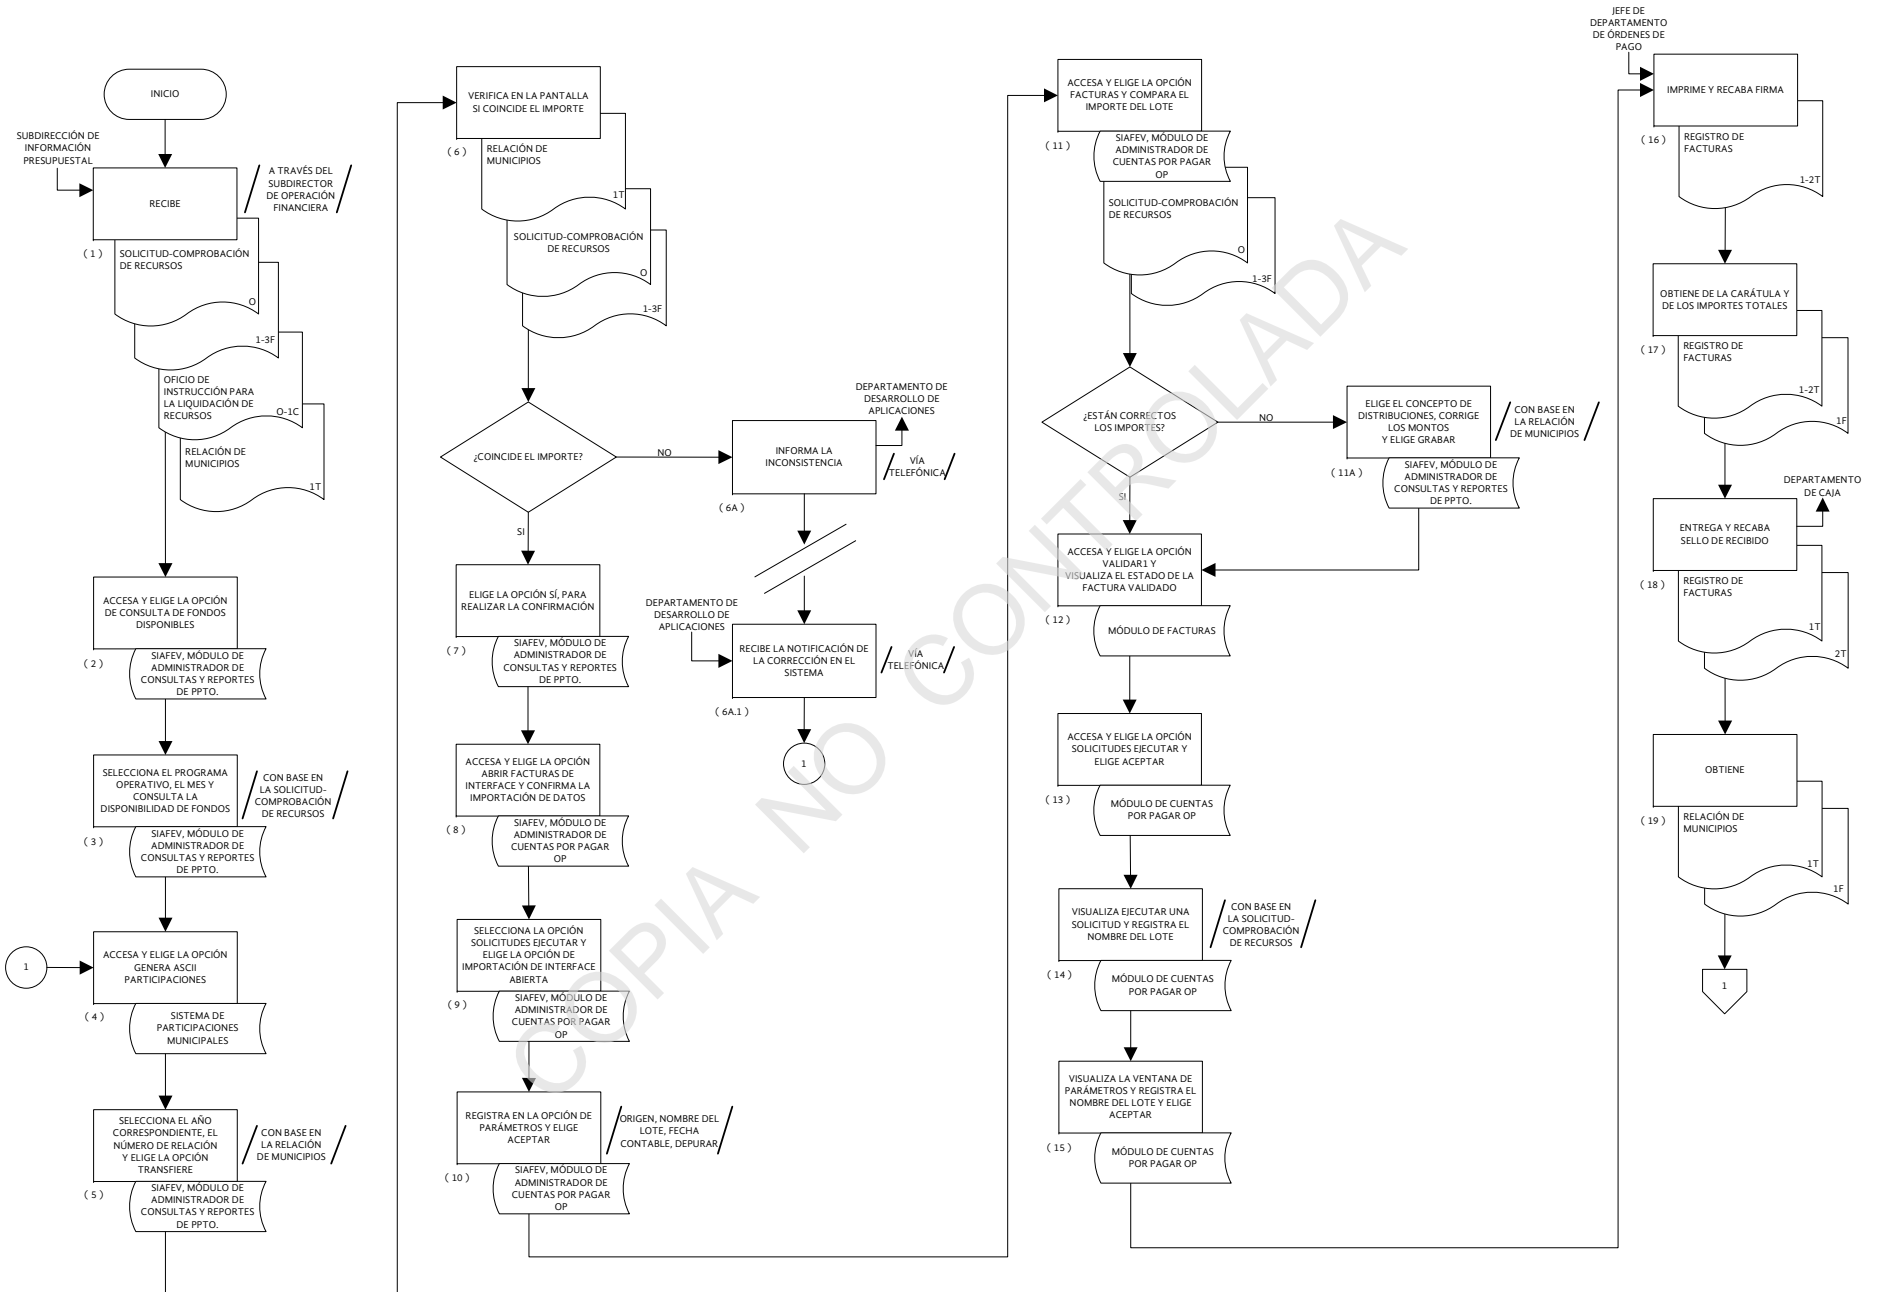 INICIO
SUBDIRECCIÓN DE
INFORMACIÓN
PRESUPUESTAL
RECIBE
A TRAVÉS DEL
SUBDIRECTOR
DE OPERACIÓN
FINANCIERA
( 1 )
SOLICITUD-COMPROBACIÓN
DE RECURSOS
O
1-3F
OFICIO DE
INSTRUCCIÓN PARA
LA LIQUIDACIÓN DE
RECURSOS
O-1C
RELACIÓN DE
MUNICIPIOS
1T
ACCESA Y ELIGE LA OPCIÓN
DE CONSULTA DE FONDOS
DISPONIBLES
( 2 )
SIAFEV, MÓDULO DE
ADMINISTRADOR DE
CONSULTAS Y REPORTES
DE PPTO.
SELECCIONA EL PROGRAMA
OPERATIVO, EL MES Y
CONSULTA LA
DISPONIBILIDAD DE FONDOS
CON BASE EN
LA SOLICITUD-
COMPROBACIÓN
DE RECURSOS
( 3 )
SIAFEV, MÓDULO DE
ADMINISTRADOR DE
CONSULTAS Y REPORTES
DE PPTO.
1
ACCESA Y ELIGE LA OPCIÓN
GENERA ASCII
PARTICIPACIONES
( 4 )
SISTEMA DE
PARTICIPACIONES
MUNICIPALES
SELECCIONA EL AÑO
CORRESPONDIENTE, EL
NÚMERO DE RELACIÓN
Y ELIGE LA OPCIÓN
TRANSFIERE
CON BASE EN
LA RELACIÓN
DE MUNICIPIOS
( 5 )
SIAFEV, MÓDULO DE
ADMINISTRADOR DE
CONSULTAS Y REPORTES
DE PPTO.
VERIFICA EN LA PANTALLA
SI COINCIDE EL IMPORTE
( 6 )
RELACIÓN DE
MUNICIPIOS
1T
SOLICITUD-COMPROBACIÓN
DE RECURSOS
O
1-3F
¿COINCIDE EL IMPORTE?
NO
SI
INFORMA LA
INCONSISTENCIA
DEPARTAMENTO DE
DESARROLLO DE
APLICACIONES
VÍA
TELEFÓNICA
( 6A )
DEPARTAMENTO DE
DESARROLLO DE
APLICACIONES
RECIBE LA NOTIFICACIÓN DE
LA CORRECCIÓN EN EL
SISTEMA
VÍA
TELEFÓNICA
( 6A.1 )
1
ELIGE LA OPCIÓN SÍ, PARA
REALIZAR LA CONFIRMACIÓN
( 7 )
SIAFEV, MÓDULO DE
ADMINISTRADOR DE
CONSULTAS Y REPORTES
DE PPTO.
ACCESA Y ELIGE LA OPCIÓN
ABRIR FACTURAS DE
INTERFACE Y CONFIRMA LA
IMPORTACIÓN DE DATOS
( 8 )
SIAFEV, MÓDULO DE
ADMINISTRADOR DE
CUENTAS POR PAGAR
OP
SELECCIONA LA OPCIÓN
SOLICITUDES EJECUTAR Y
ELIGE LA OPCIÓN DE
IMPORTACIÓN DE INTERFACE
ABIERTA
( 9 )
SIAFEV, MÓDULO DE
ADMINISTRADOR DE
CUENTAS POR PAGAR
OP
REGISTRA EN LA OPCIÓN DE
PARÁMETROS Y ELIGE
ACEPTAR
ORIGEN, NOMBRE DEL
LOTE, FECHA
CONTABLE, DEPURAR
( 10 )
SIAFEV, MÓDULO DE
ADMINISTRADOR DE
CUENTAS POR PAGAR
OP
ACCESA Y ELIGE LA OPCIÓN
FACTURAS Y COMPARA EL
IMPORTE DEL LOTE
( 11 )
SIAFEV, MÓDULO DE
ADMINISTRADOR DE
CUENTAS POR PAGAR
OP
SOLICITUD-COMPROBACIÓN
DE RECURSOS
O
1-3F
¿ESTÁN CORRECTOS
LOS IMPORTES?
NO
SI
ELIGE EL CONCEPTO DE
DISTRIBUCIONES, CORRIGE
LOS MONTOS
Y ELIGE GRABAR
CON BASE EN
LA RELACIÓN
DE MUNICIPIOS
( 11A )
SIAFEV, MÓDULO DE
ADMINISTRADOR DE
CONSULTAS Y REPORTES
DE PPTO.
ACCESA Y ELIGE LA OPCIÓN
VALIDAR1 Y
VISUALIZA EL ESTADO DE LA
FACTURA VALIDADO
( 12 )
MÓDULO DE FACTURAS
ACCESA Y ELIGE LA OPCIÓN
SOLICITUDES EJECUTAR Y
ELIGE ACEPTAR
( 13 )
MÓDULO DE CUENTAS
POR PAGAR OP
VISUALIZA EJECUTAR UNA
SOLICITUD Y REGISTRA EL
NOMBRE DEL LOTE
CON BASE EN
LA SOLICITUD-
COMPROBACIÓN
DE RECURSOS
( 14 )
MÓDULO DE CUENTAS
POR PAGAR OP
VISUALIZA LA VENTANA DE
PARÁMETROS Y REGISTRA EL
NOMBRE DEL LOTE Y ELIGE
ACEPTAR
( 15 )
MÓDULO DE CUENTAS
POR PAGAR OP
JEFE DE
DEPARTAMENTO
DE ÓRDENES DE
PAGO
IMPRIME Y RECABA FIRMA
( 16 )
REGISTRO DE
FACTURAS
1-2T
OBTIENE DE LA CARÁTULA Y
DE LOS IMPORTES TOTALES
( 17 )
REGISTRO DE
FACTURAS
1-2T
1F
DEPARTAMENTO
DE CAJA
ENTREGA Y RECABA
SELLO DE RECIBIDO
( 18 )
REGISTRO DE
FACTURAS
1T
2T
OBTIENE
( 19 )
RELACIÓN DE
MUNICIPIOS
1T
1F
1
COPIA NO CONTROLADA